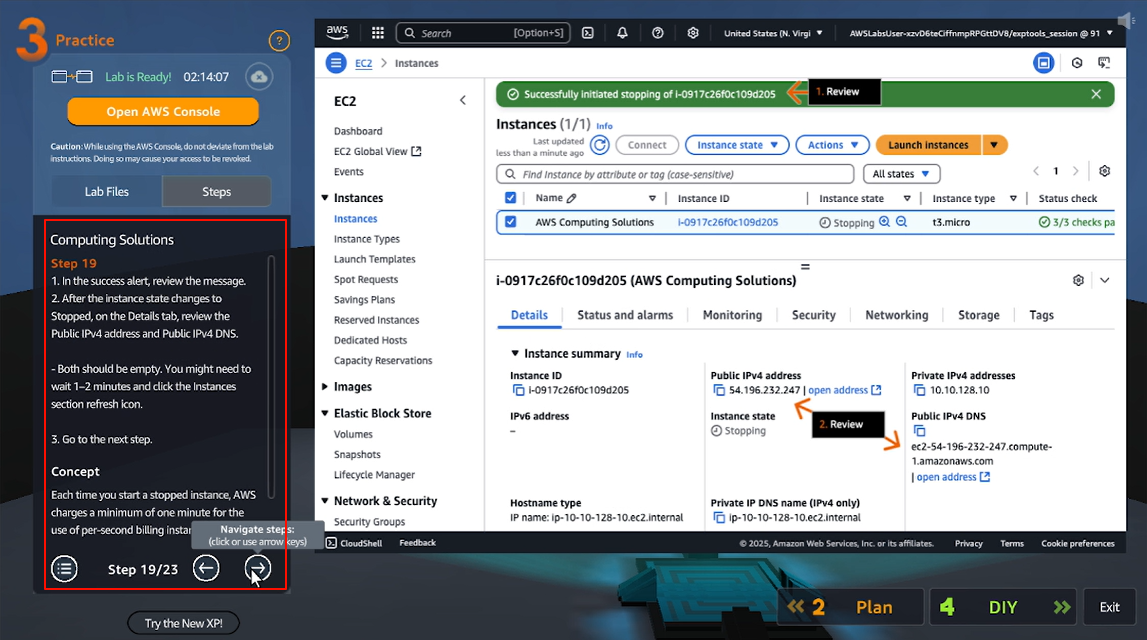 3 Practice
?
Lab is Ready! 02:14:07
Open AWS Console
Caution: While using the AWS Console, do not deviate from the lab
instructions. Doing so may cause your access to be revoked.
Lab Files Steps
Computing Solutions
Step 19
1. In the success alert, review the message.
2. After the instance state changes to
Stopped, on the Details tab, review the
Public IPv4 address and Public IPv4 DNS.
- Both should be empty. You might need to
wait 1–2 minutes and click the Instances
section refresh icon.
3. Go to the next step.
Concept
Each time you start a stopped instance, AWS
charges a minimum of one minute for the
use of per-second billing instan
Navigate steps:
(click or use arrow keys)
Step 19/23
Try the New XP!
aws
Search [Option+S]
United States (N. Virgi
AWSLabsUser-xzvD6teCiffnmpRPGttDV8/exptools_session @ 91
EC2 > Instances
EC2
Dashboard
EC2 Global View
Events
Instances
Instances
Instance Types
Launch Templates
Spot Requests
Savings Plans
Reserved Instances
Dedicated Hosts
Capacity Reservations
Images
Elastic Block Store
Volumes
Snapshots
Lifecycle Manager
Network & Security
Security Groups
Successfully initiated stopping of i-0917c26f0c109d205
1. Review
Instances (1/1) Info
Last updated
less than a minute ago
Connect Instance state Actions Launch instances
Find Instance by attribute or tag (case-sensitive) All states
1
Name Instance ID Instance state Instance type Status check
AWS Computing Solutions i-0917c26f0c109d205 Stopping t3.micro 3/3 checks pa
i-0917c26f0c109d205 (AWS Computing Solutions)
Details Status and alarms Monitoring Security Networking Storage Tags
Instance summary Info
Instance ID
i-0917c26f0c109d205
Public IPv4 address
54.196.232.247 | open address
Private IPv4 addresses
10.10.128.10
IPv6 address
–
Instance state
Stopping
2. Review
Public IPv4 DNS
ec2-54-196-232-247.compute-
1.amazonaws.com
| open address
Hostname type
IP name: ip-10-10-128-10.ec2.internal
Private IP DNS name (IPv4 only)
ip-10-10-128-10.ec2.internal
CloudShell Feedback
© 2025, Amazon Web Services, Inc. or its affiliates. Privacy Terms Cookie preferences
2 Plan
4 DIY
Exit